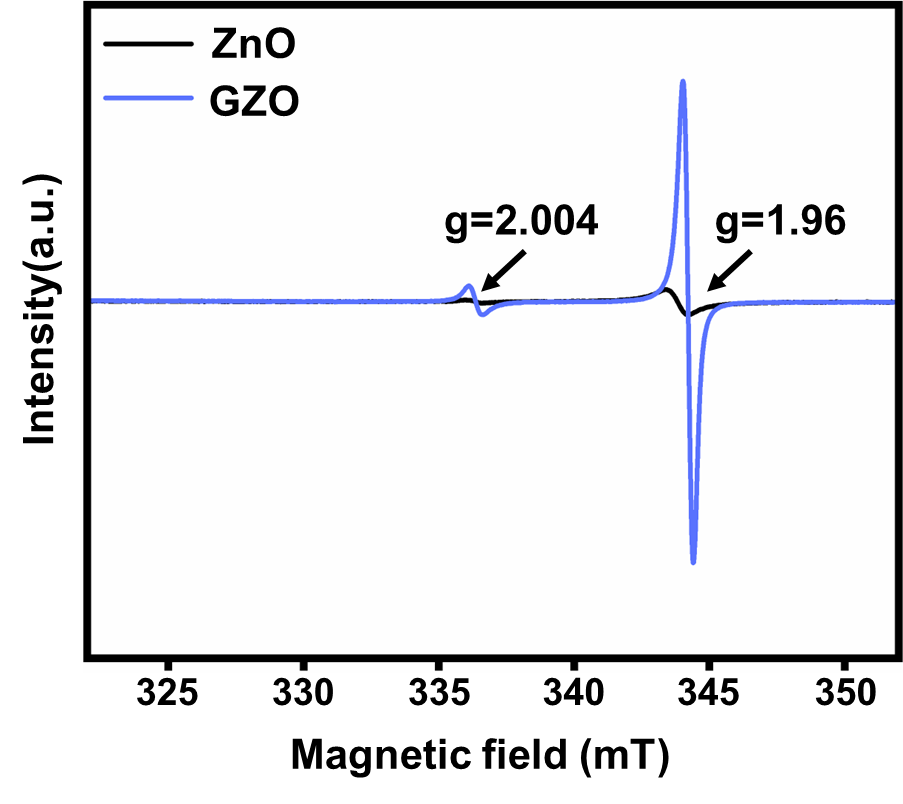 ZnO
GZO
g=2.004
g=1.96
Intensity(a.u.)
325 330 335 340 345 350
Magnetic field (mT)